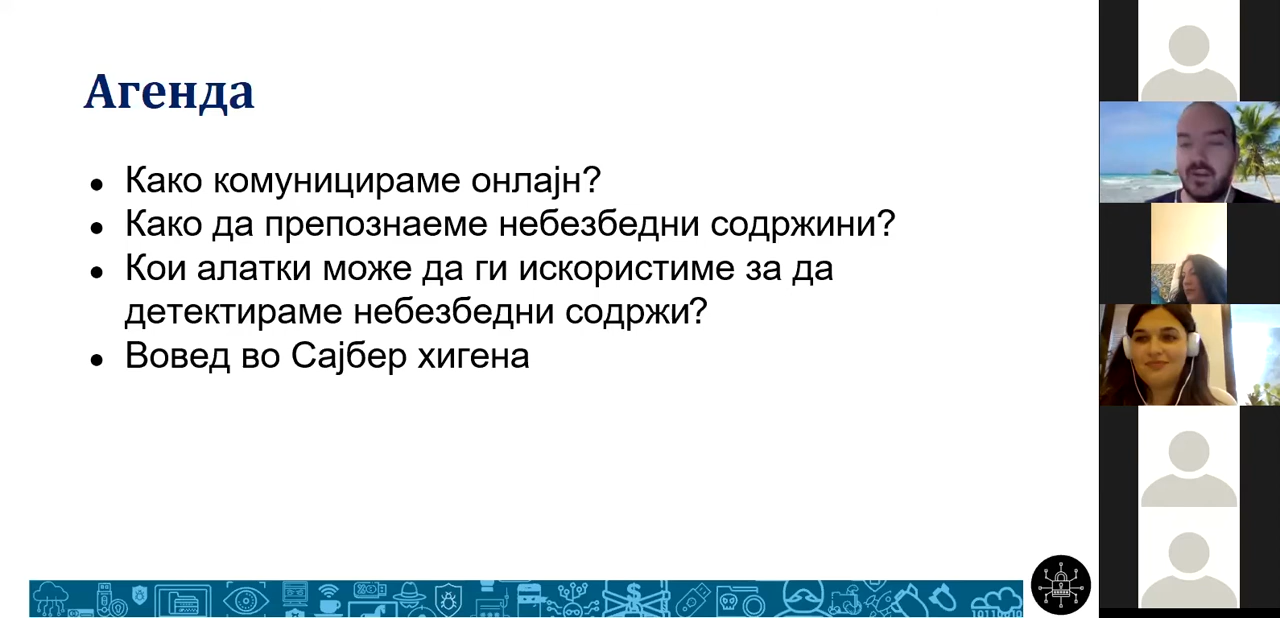 Агенда
Како комуницираме онлајн?
Како да препознаеме небезбедни содржини?
Кои алатки може да ги искористиме за да
детектираме небезбедни содржи?
Вовед во Сајбер хигена